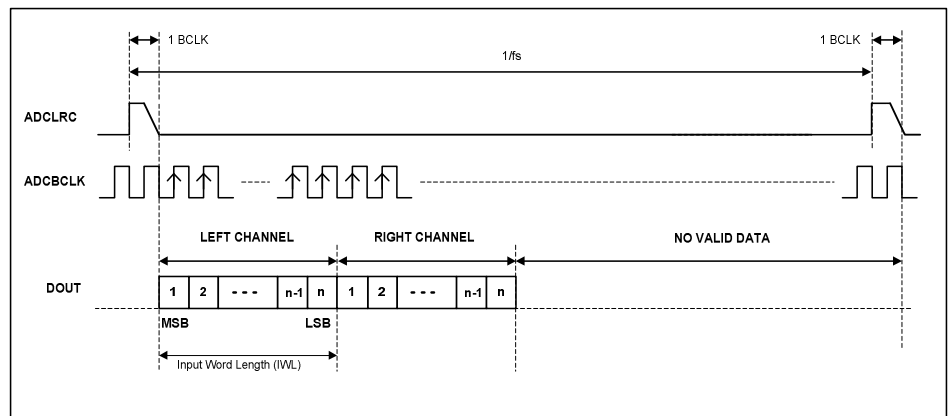 1 BCLK
1 BCLK
1/fs
ADCLRC
ADCBCLK
LEFT CHANNEL
RIGHT CHANNEL
NO VALID DATA
DOUT
1 2 - - - n-1 n 1 2 - - - n-1 n
MSB
LSB
Input Word Length (IWL)